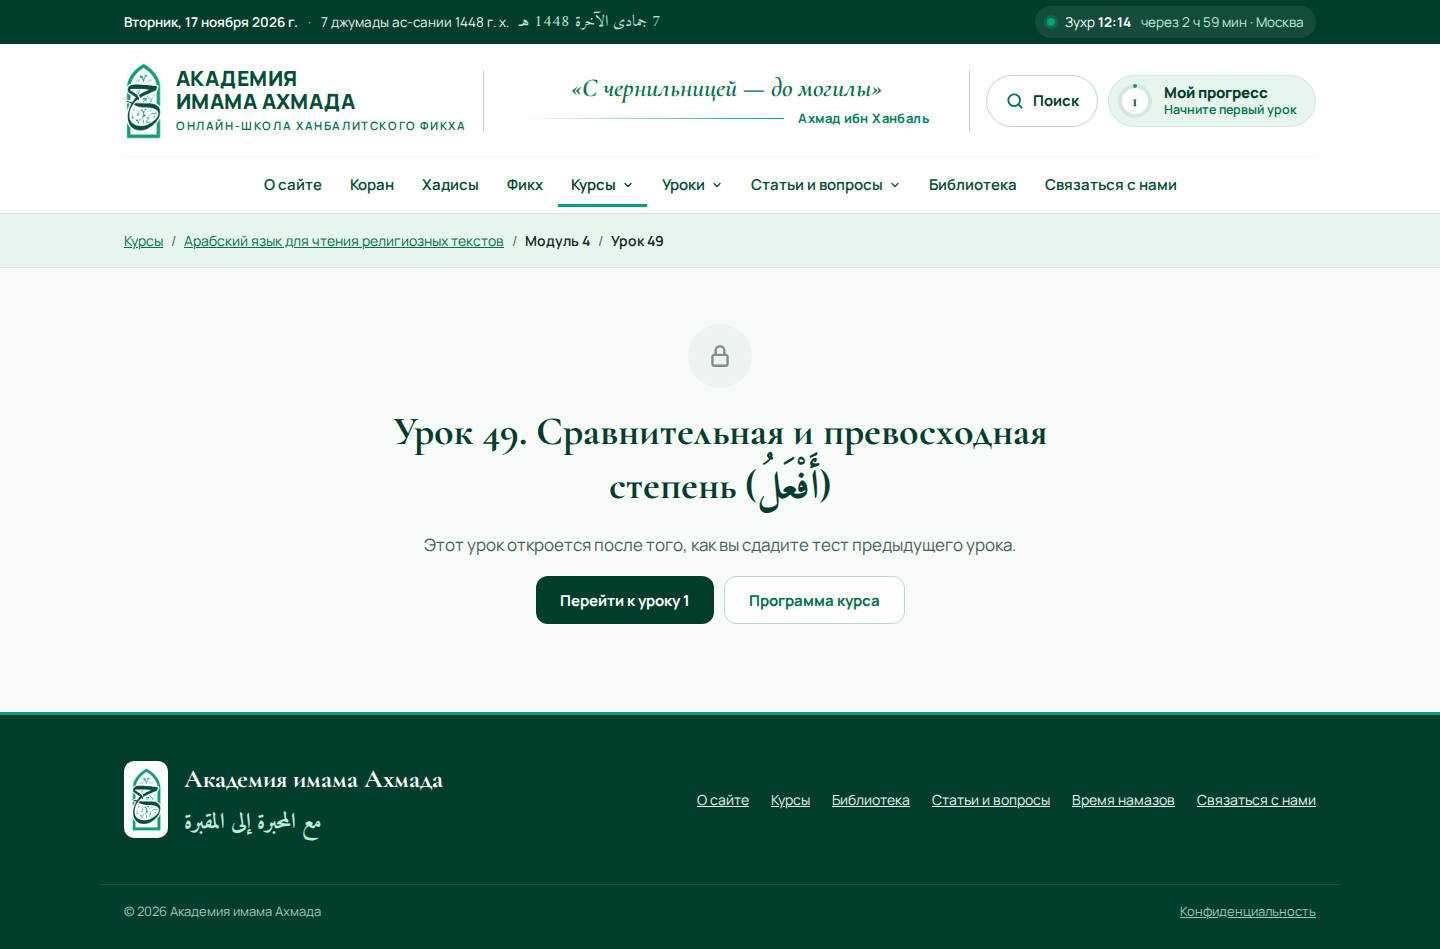 Вторник, 17 ноября 2026 г. · 7 джумады ас-сании 1448 г. х. 7 جمادى الآخرة 1448 هـ
Зухр 12:14 через 2 ч 59 мин · Москва
АКАДЕМИЯ
ИМАМА АХМАДА
ОНЛАЙН-ШКОЛА ХАНБАЛИТСКОГО ФИКХА
«С чернильницей — до могилы»
Ахмад ибн Ханбаль
Поиск
1
Мой прогресс
Начните первый урок
О сайте Коран Хадисы Фикх Курсы Уроки Статьи и вопросы Библиотека Связаться с нами
Курсы / Арабский язык для чтения религиозных текстов / Модуль 4 / Урок 49
Урок 49. Сравнительная и превосходная
степень (أَفْعَلُ)
Этот урок откроется после того, как вы сдадите тест предыдущего урока.
Перейти к уроку 1
Программа курса
Академия имама Ахмада
مع المحبرة إلى المقبرة
О сайте Курсы Библиотека Статьи и вопросы Время намазов Связаться с нами
© 2026 Академия имама Ахмада
Конфиденциальность